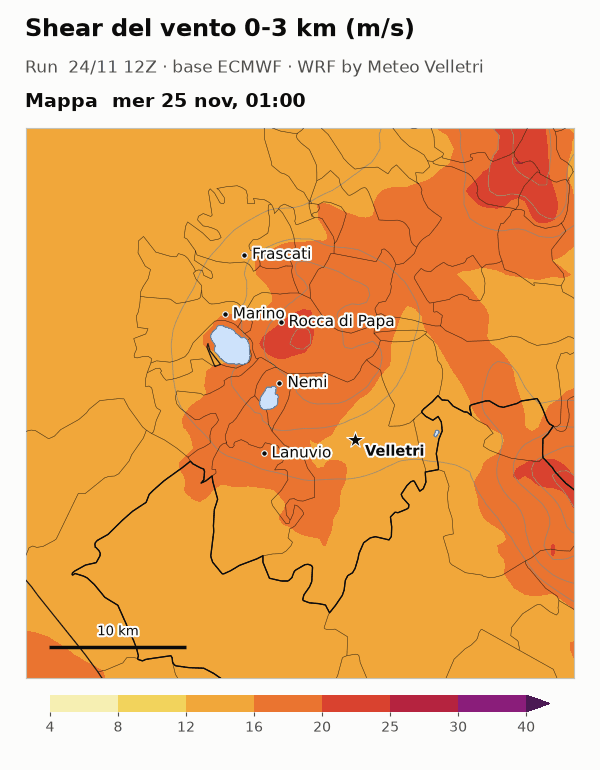 Shear del vento 0-3 km (m/s)
Run  24/11 12Z · base ECMWF · WRF by Meteo Velletri
Mappa  mer 25 nov, 01:00
Frascati
Marino
Rocca di Papa
Nemi
Velletri
Lanuvio
10 km
4 8 12 16 20 25 30 40